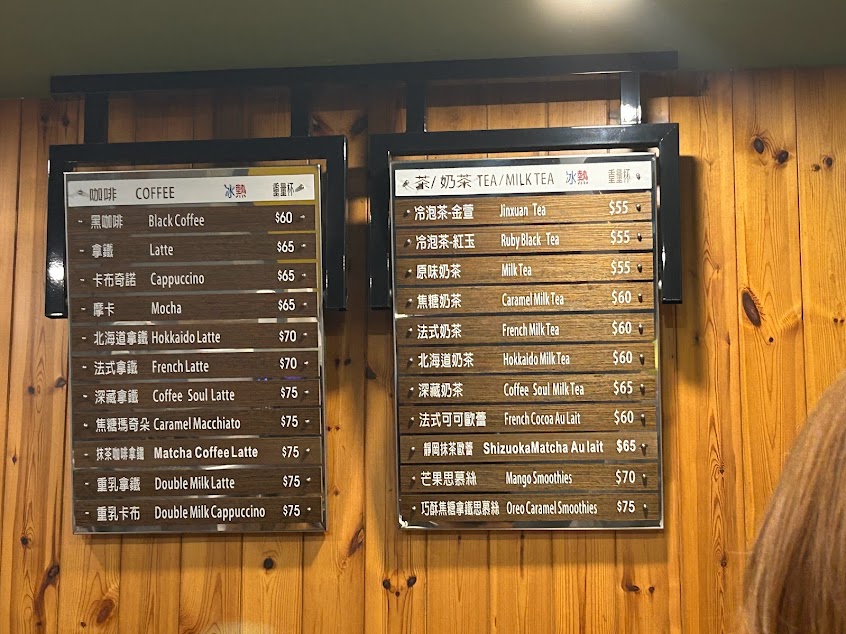 咖啡 COFFEE 冰熱 重量杯
黑咖啡 Black Coffee $60
拿鐵 Latte $65
卡布奇諾 Cappuccino $65
摩卡 Mocha $65
北海道拿鐵 Hokkaido Latte $70
法式拿鐵 French Latte $70
深藏拿鐵 Coffee Soul Latte $75
焦糖瑪奇朵 Caramel Macchiato $75
抹茶咖啡拿鐵 Matcha Coffee Latte $75
重乳拿鐵 Double Milk Latte $75
重乳卡布 Double Milk Cappuccino $75
茶/奶茶 TEA/MILK TEA 冰熱 重量杯
冷泡茶-金萱 Jinxuan Tea $55
冷泡茶-紅玉 Ruby Black Tea $55
原味奶茶 Milk Tea $55
焦糖奶茶 Caramel Milk Tea $60
法式奶茶 French Milk Tea $60
北海道奶茶 Hokkaido Milk Tea $60
深藏奶茶 Coffee Soul Milk Tea $65
法式可可歐蕾 French Cocoa Au Lait $60
靜岡抹茶歐蕾 ShizuokaMatcha Au lait $65
芒果思慕絲 Mango Smoothies $70
巧酥焦糖拿鐵思慕絲 Oreo Caramel Smoothies $75